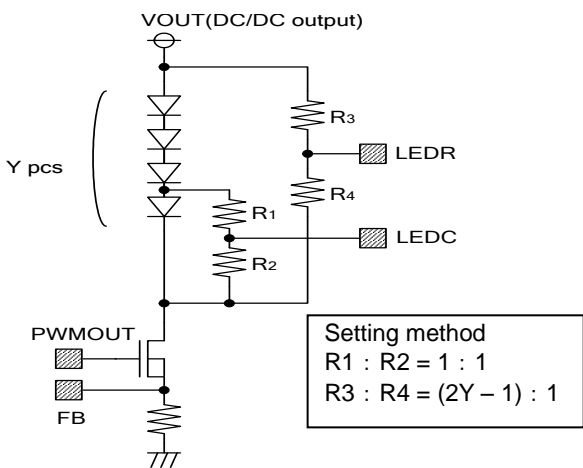 VOUT(DC/DC output)
R3
LEDR
Y pcs
R4
R1
LEDC
R2
PWMOUT
FB
Setting method
R1 : R2 = 1 : 1
R3 : R4 = (2Y – 1) : 1